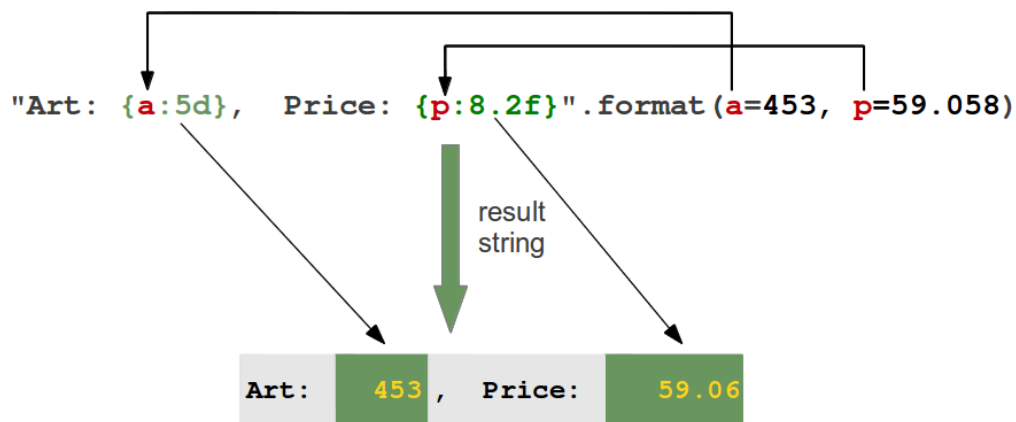 "Art: {a:5d},  Price: {p:8.2f}".format(a=453, p=59.058)
result
string
Art:   453,  Price:    59.06